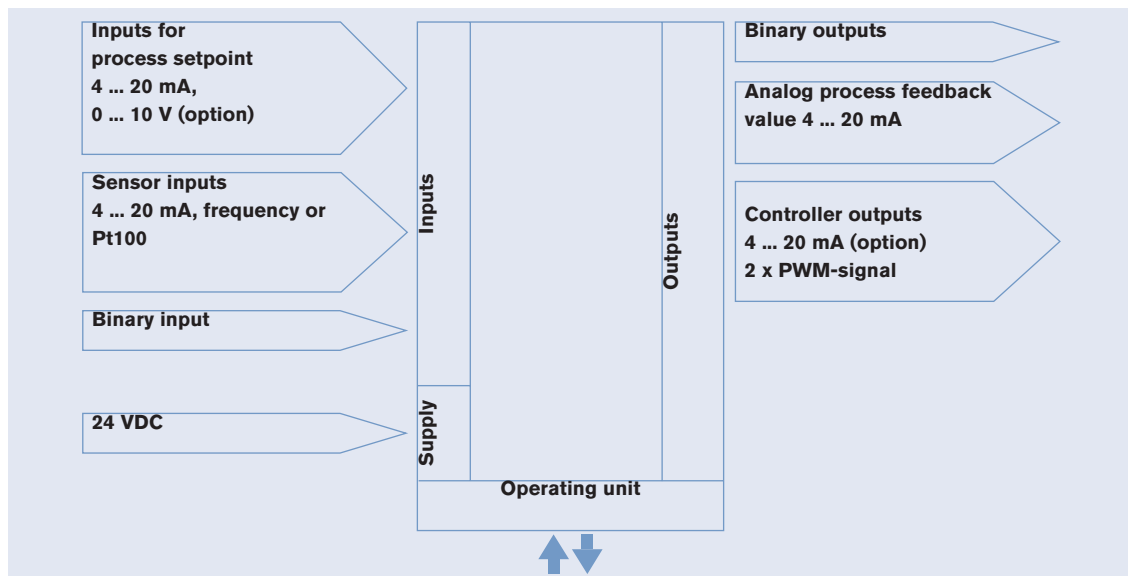 Inputs for
process setpoint
4 ... 20 mA,
0 ... 10 V (option)
Sensor inputs
4 ... 20 mA, frequency or
Pt100
Binary input
24 VDC
Inputs
Supply
Operating unit
Outputs
Binary outputs
Analog process feedback
value 4 ... 20 mA
Controller outputs
4 ... 20 mA (option)
2 x PWM-signal